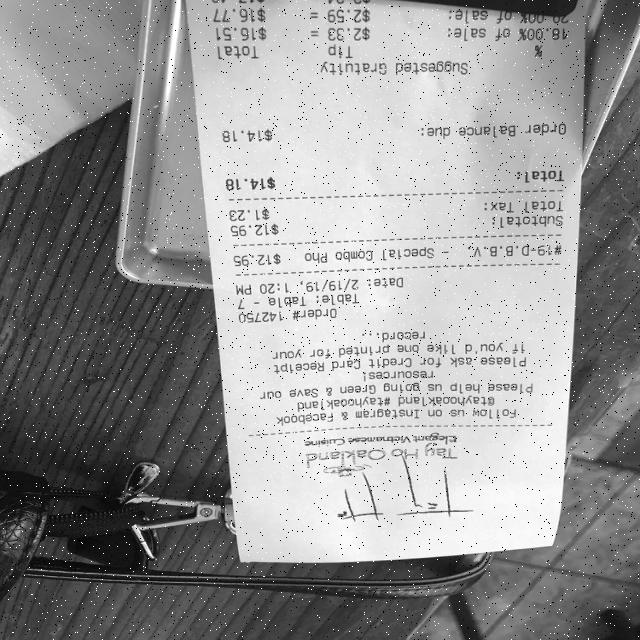 Tay Ho Oakland
Elegant Vietnamese Cuisine
Follow us on Instagram & Facebook
@tayhooakland #tayhooakland
Please help us going Green & Save our
resources!
Please ask for Credit Card Receipt
if you'd like one printed for your
record...
Order# 142750
Table: Table - 7
Date: 2/19/19, 1:20 PM
#19-D.B.B.V. - Special Combo Pho $12.95
Subtotal: $12.95
Total Tax: $1.23
Total: $14.18
Order Balance due: $14.18
Suggested Gratuity
% Tip Total
18.00% of sale: $2.33 = $16.51
20.00% of sale: $2.59 = $16.77